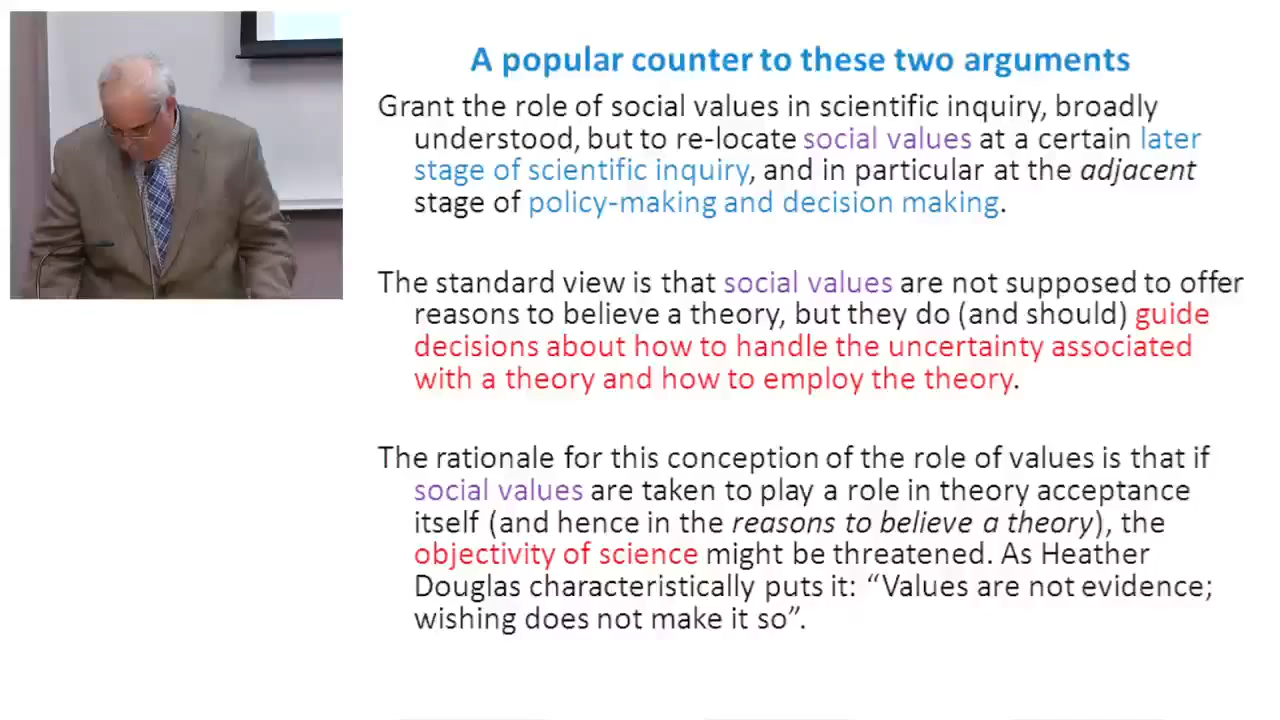 A popular counter to these two arguments
Grant the role of social values in scientific inquiry, broadly
understood, but to re-locate social values at a certain later
stage of scientific inquiry, and in particular at the adjacent
stage of policy-making and decision making.
The standard view is that social values are not supposed to offer
reasons to believe a theory, but they do (and should) guide
decisions about how to handle the uncertainty associated
with a theory and how to employ the theory.
The rationale for this conception of the role of values is that if
social values are taken to play a role in theory acceptance
itself (and hence in the reasons to believe a theory), the
objectivity of science might be threatened. As Heather
Douglas characteristically puts it: “Values are not evidence;
wishing does not make it so”.